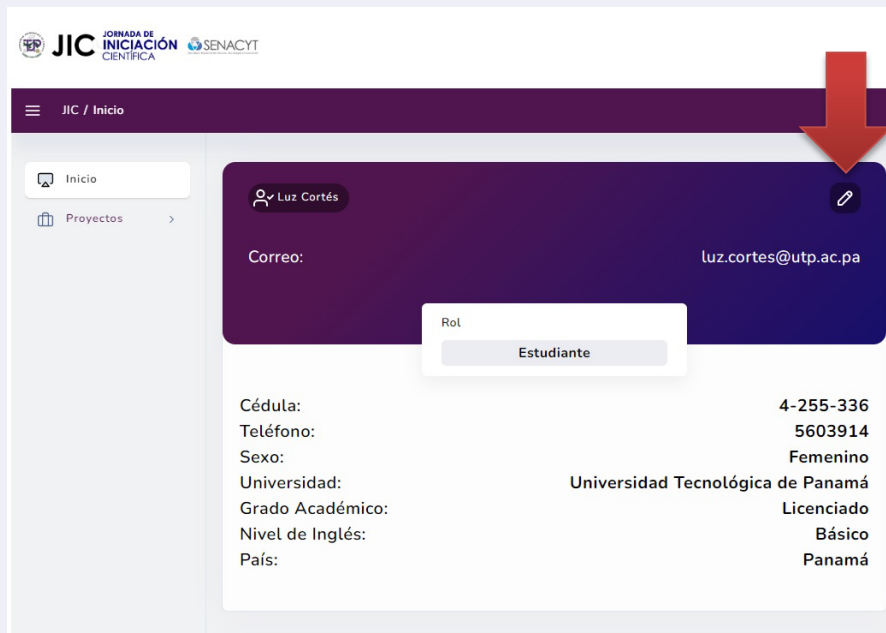 UTP JIC JORNADA DE INICIACIÓN CIENTÍFICA SENACYT
JIC / Inicio
Inicio
Proyectos
Luz Cortés
Correo: luz.cortes@utp.ac.pa
Rol
Estudiante
Cédula: 4-255-336
Teléfono: 5603914
Sexo: Femenino
Universidad: Universidad Tecnológica de Panamá
Grado Académico: Licenciado
Nivel de Inglés: Básico
País: Panamá